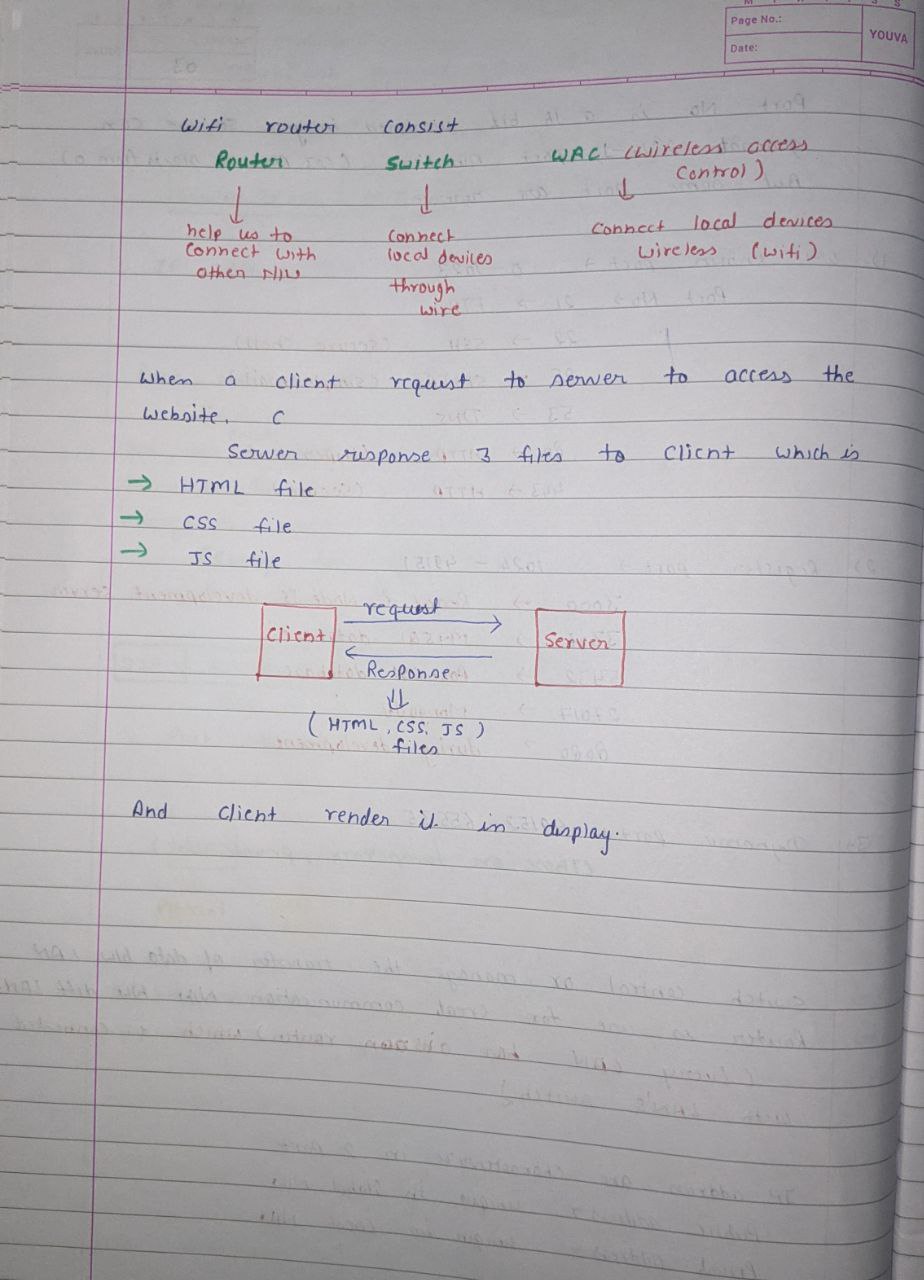 Page No.:
Date:
YOUVA
Wifi router consist
Router Switch WAC (wireless access
Control)
help us to
Connect with
other N/W
Connect
local devices
through
wire
Connect local devices
wireless (wifi)
When a client request to server to access the
website. C
Server response 3 files to Client which is
→ HTML file
→ CSS file
→ JS file
Client
request
Response
Server
(HTML, CSS, JS)
files
And Client render it in display.